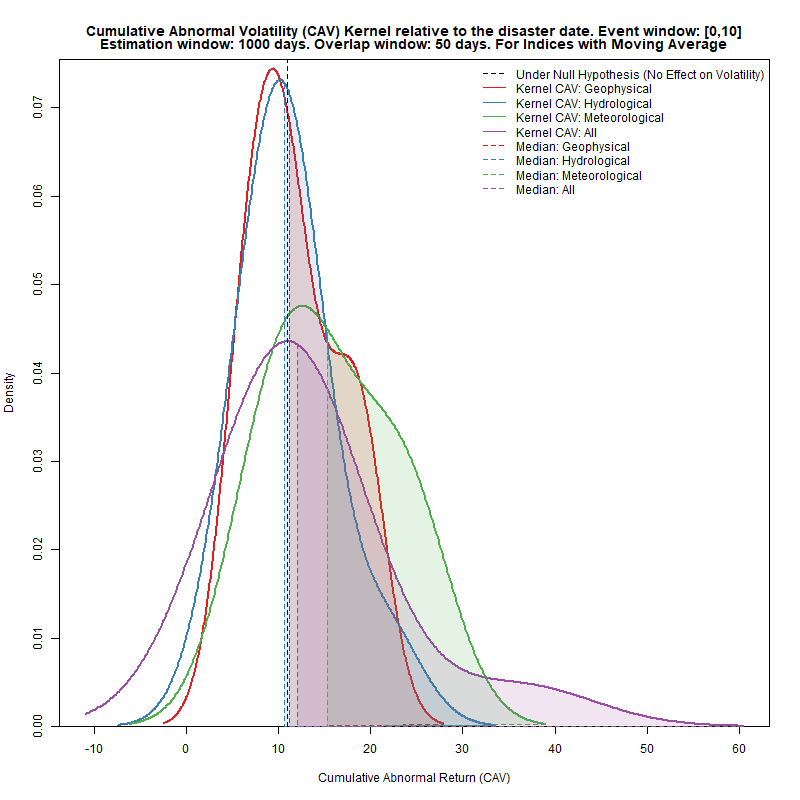 Cumulative Abnormal Volatility (CAV) Kernel relative to the disaster date. Event window: [0,10]
Estimation window: 1000 days. Overlap window: 50 days. For Indices with Moving Average
Under Null Hypothesis (No Effect on Volatility)
Kernel CAV: Geophysical
Kernel CAV: Hydrological
Kernel CAV: Meteorological
Kernel CAV: All
Median: Geophysical
Median: Hydrological
Median: Meteorological
Median: All
Density
0.07
0.06
0.05
0.04
0.03
0.02
0.01
0.00
-10 0 10 20 30 40 50 60
Cumulative Abnormal Return (CAV)